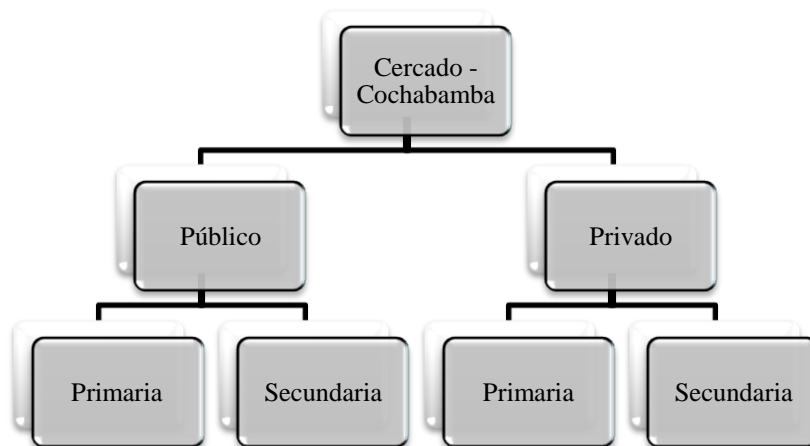 Cercado -
Cochabamba
Público
Privado
Primaria
Secundaria
Primaria
Secundaria